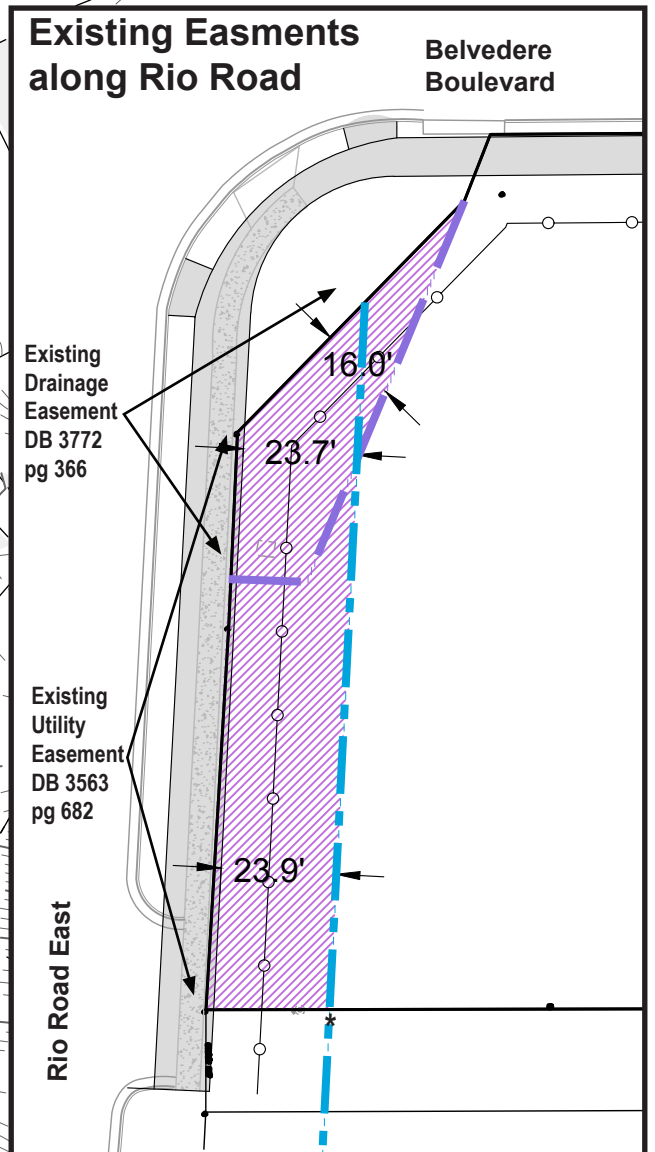 Existing Easments
along Rio Road
Belvedere
Boulevard
16.0'
Existing
Drainage
Easement
DB 3772
pg 366
23.7'
Existing
Utility
Easement
DB 3563
pg 682
23.9'
Rio Road East
*